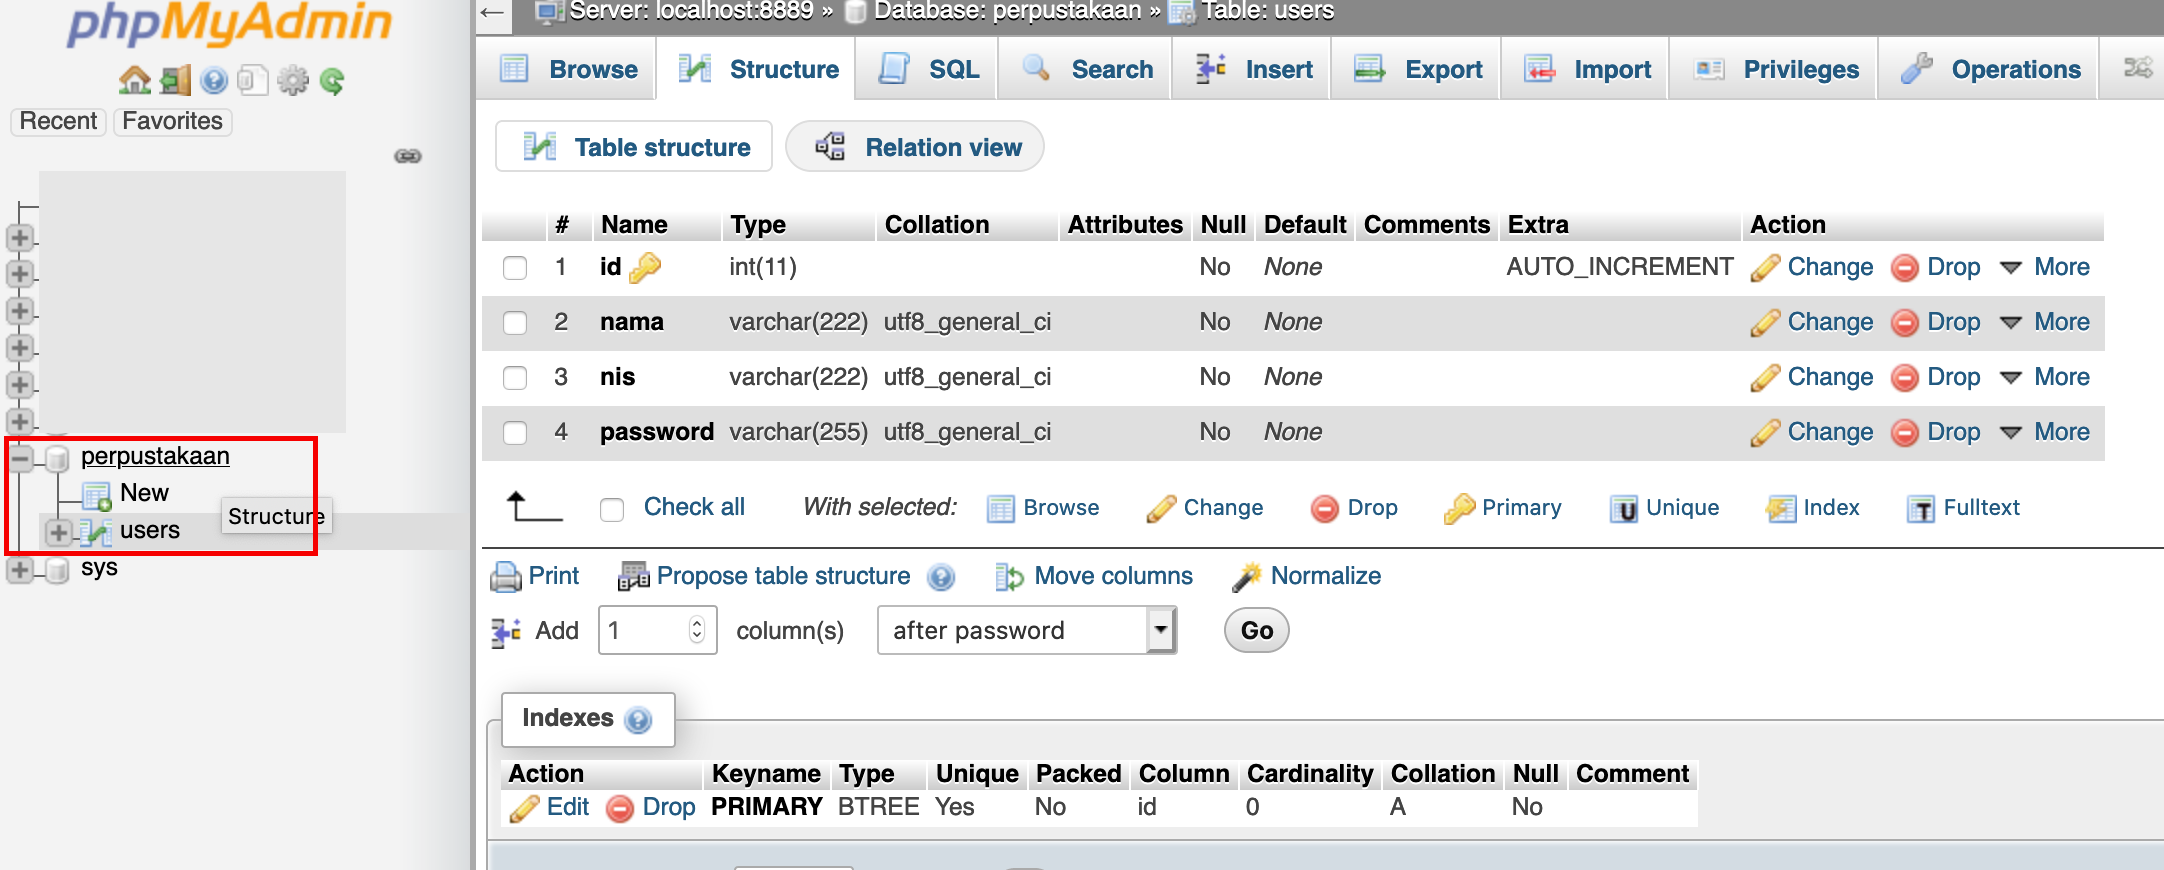 phpMyAdmin
Recent Favorites
perpustakaan
New
users
Structure
sys
Server: localhost:8889 » Database: perpustakaan » Table: users
Browse Structure SQL Search Insert Export Import Privileges Operations
Table structure Relation view
# Name Type Collation Attributes Null Default Comments Extra Action
1 id int(11) No None AUTO_INCREMENT Change Drop More
2 nama varchar(222) utf8_general_ci No None Change Drop More
3 nis varchar(222) utf8_general_ci No None Change Drop More
4 password varchar(255) utf8_general_ci No None Change Drop More
Check all With selected: Browse Change Drop Primary Unique Index Fulltext
Print Propose table structure Move columns Normalize
Add 1 column(s) after password Go
Indexes
Action Keyname Type Unique Packed Column Cardinality Collation Null Comment
Edit Drop PRIMARY BTREE Yes No id 0 A No